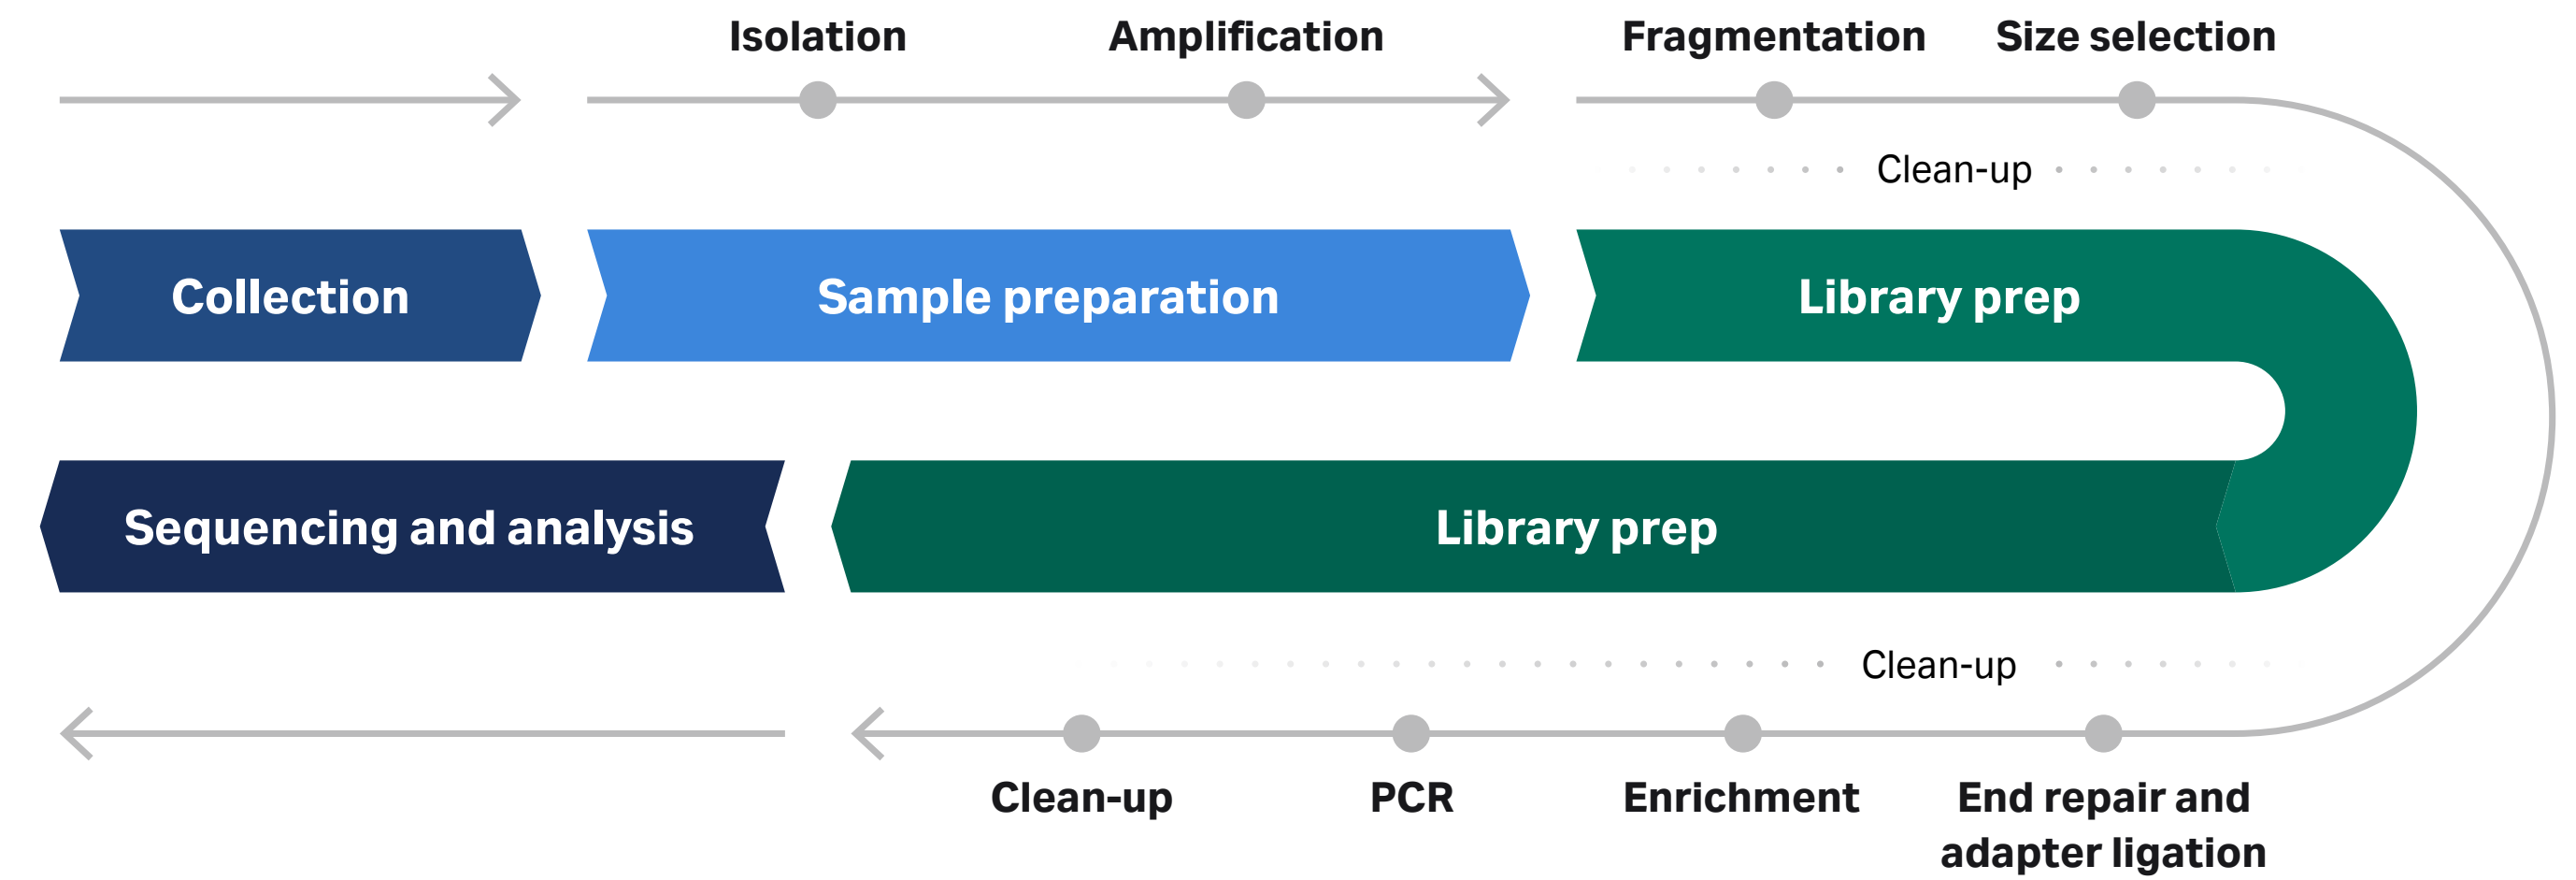 Isolation
Amplification
Fragmentation
Size selection
Clean-up
Collection
Sample preparation
Library prep
Sequencing and analysis
Library prep
Clean-up
Clean-up
PCR
Enrichment
End repair and
adapter ligation